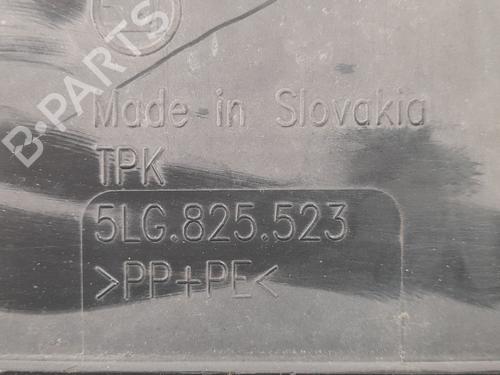 B-PARTS
Made in Slovakia
TPK
5LG.825.523
>PP+PE<